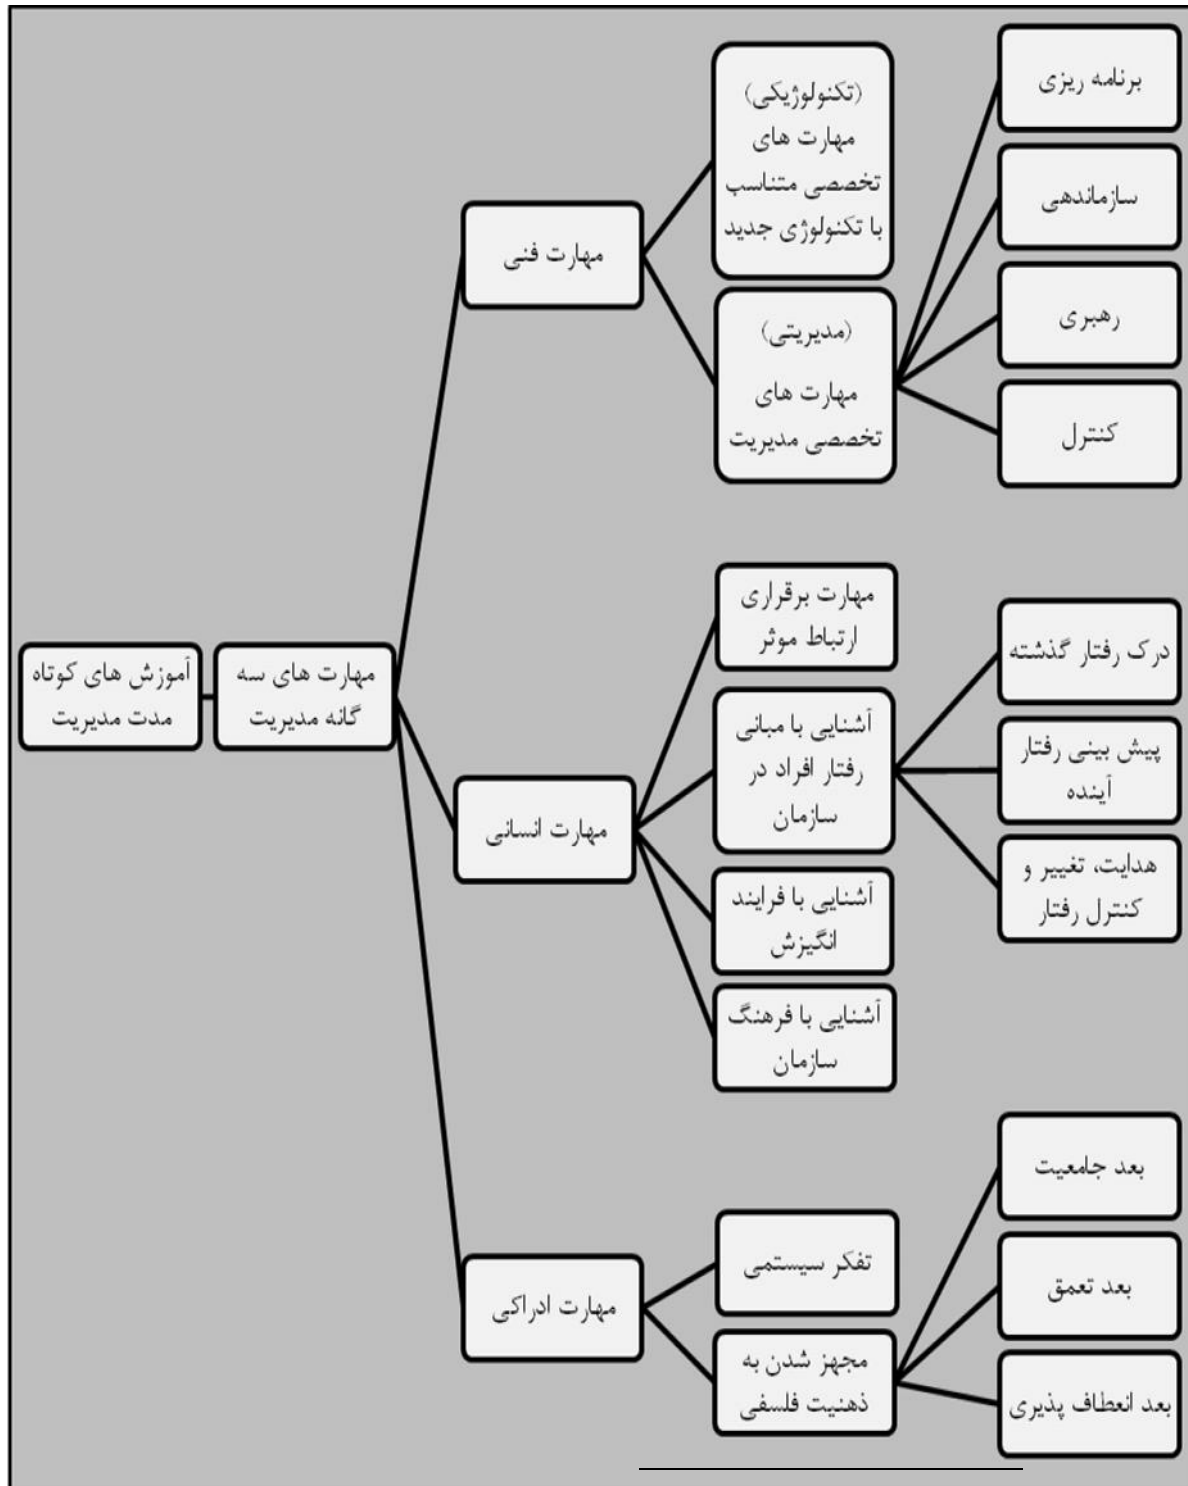 آموزش های کوتاه
مدت مدیریت
مهارت های سه
گانه مدیریت
مهارت فنی
(تکنولوژیکی)
مهارت های
تخصصی متناسب
با تکنولوژی جدید
(مدیریتی)
مهارت های
تخصصی مدیریت
برنامه ریزی
سازماندهی
رهبری
کنترل
مهارت انسانی
مهارت برقراری
ارتباط موثر
آشنایی با مبانی
رفتار افراد در
سازمان
درک رفتار گذشته
پیش بینی رفتار
آینده
هدایت، تغییر و
کنترل رفتار
آشنایی با فرایند
انگیزش
آشنایی با فرهنگ
سازمان
مهارت ادراکی
تفکر سیستمی
مجهز شدن به
ذهنیت فلسفی
بعد جامعیت
بعد تعمق
بعد انعطاف پذیری